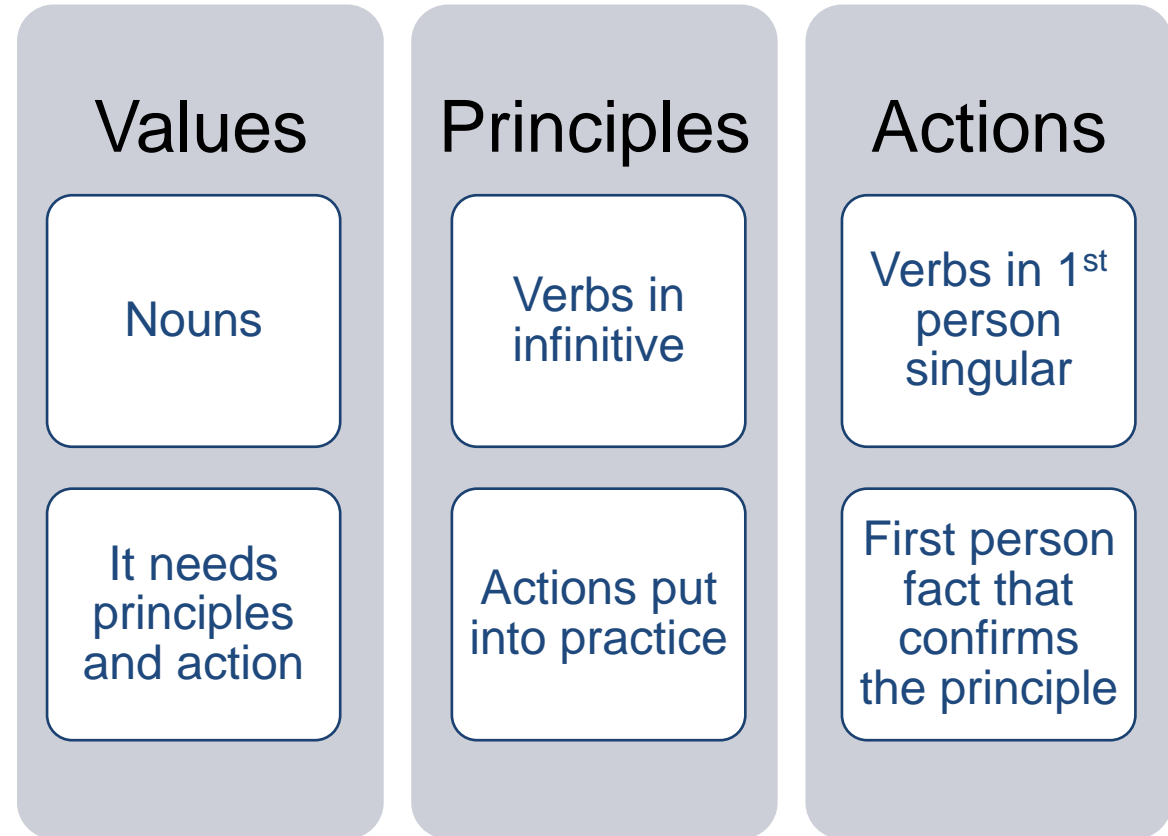 Values
Nouns
It needs
principles
and action
Principles
Verbs in
infinitive
Actions put
into practice
Actions
Verbs in 1st
person
singular
First person
fact that
confirms
the principle